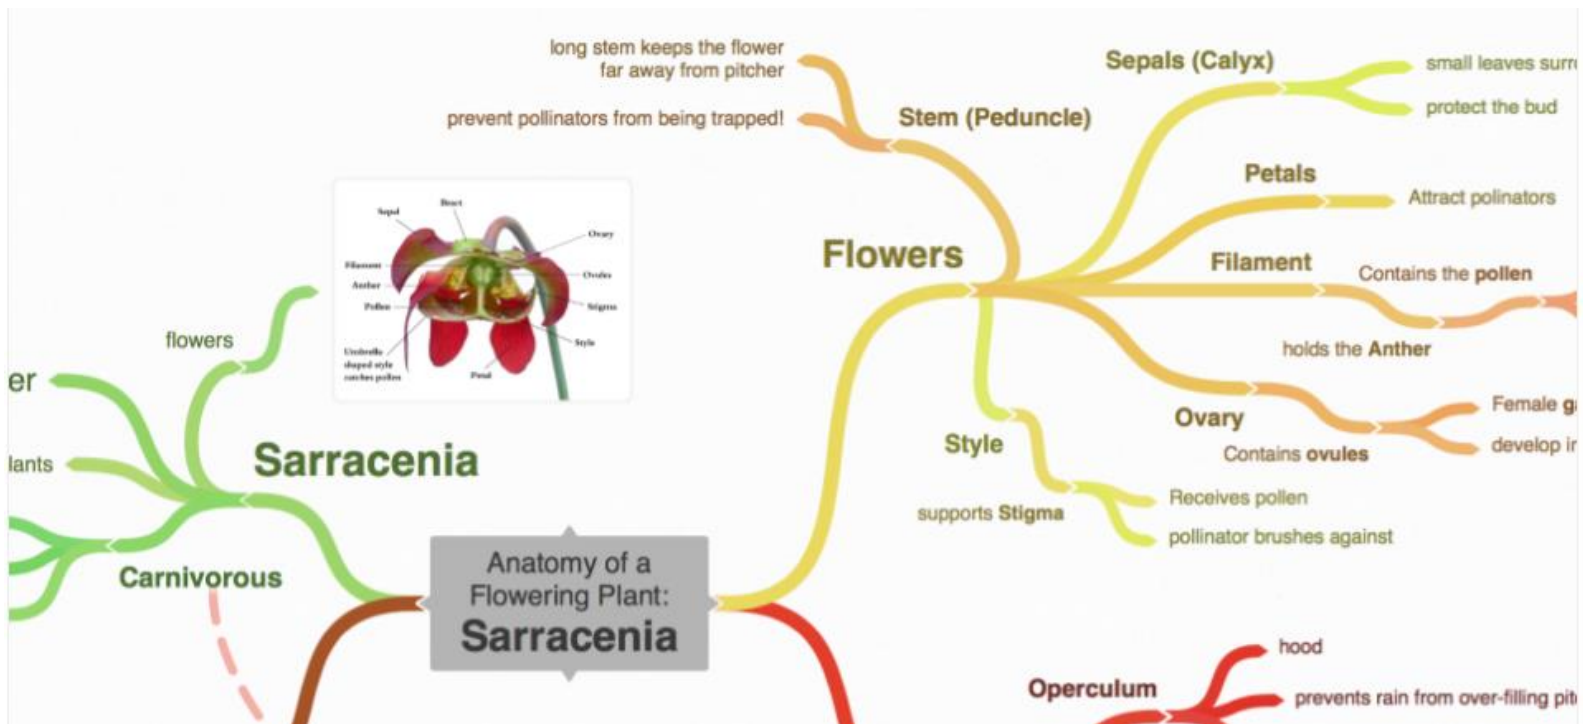 long stem keeps the flower
far away from pitcher
prevent pollinators from being trapped!
Stem (Peduncle)
Sepals (Calyx)
small leaves surr
protect the bud
Petals
Attract polinators
Flowers
Filament
Contains the pollen
holds the Anther
Ovary
Contains ovules
Female g
develop in
Style
supports Stigma
Receives pollen
pollinator brushes against
Sepal
Bract
Ovary
Filament
Ovules
Anther
Pollen
Stigma
Style
Umbrella
shaped style
catches pollen
Petal
flowers
er
lants
Sarracenia
Carnivorous
Anatomy of a
Flowering Plant:
Sarracenia
hood
Operculum
prevents rain from over-filling pit